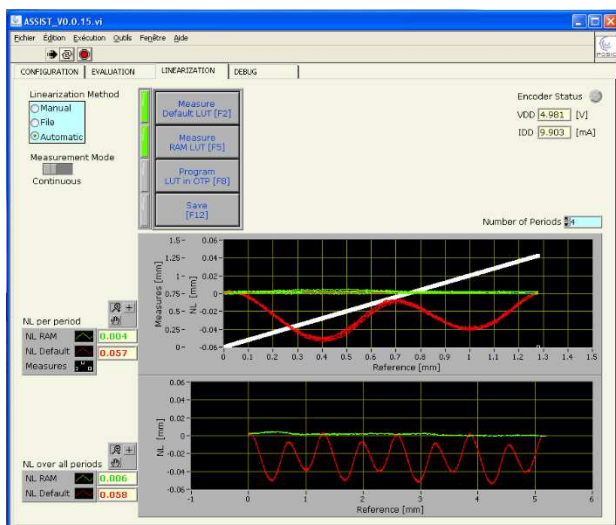 ASSIST_V0.0.15.vi
Fichier Édition Exécution Outils Fenêtre Aide
POSIC
CONFIGURATION EVALUATION LINEARIZATION DEBUG
Linearization Method
Manual
File
Automatic
Measurement Mode
Continuous
Measure
Default LUT [F2]
Measure
RAM LUT [F5]
Program
LUT in OTP [F8]
Save
[F12]
Encoder Status
VDD 4.981 [V]
IDD 9.903 [mA]
Number of Periods 4
NL per period
NL RAM 0.004
NL Default 0.057
Measures
Measures [mm]
1.5 1.25 1 0.75 0.5 0.25 0
NL [mm]
0.06 0.04 0.02 0 -0.02 -0.04 -0.06
0 0.1 0.2 0.3 0.4 0.5 0.6 0.7 0.8 0.9 1.0 1.1 1.2 1.3 1.4 1.5
Reference [mm]
NL over all periods
NL RAM 0.006
NL Default 0.058
NL [mm]
0.06 0.04 0.02 0 -0.02 -0.04 -0.06
-1 0 1 2 3 4 5 6
Reference [mm]